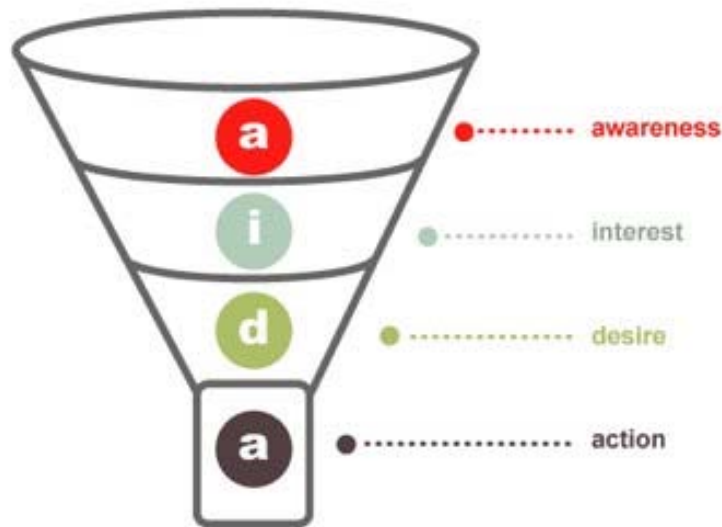 a awareness
i interest
d desire
a action